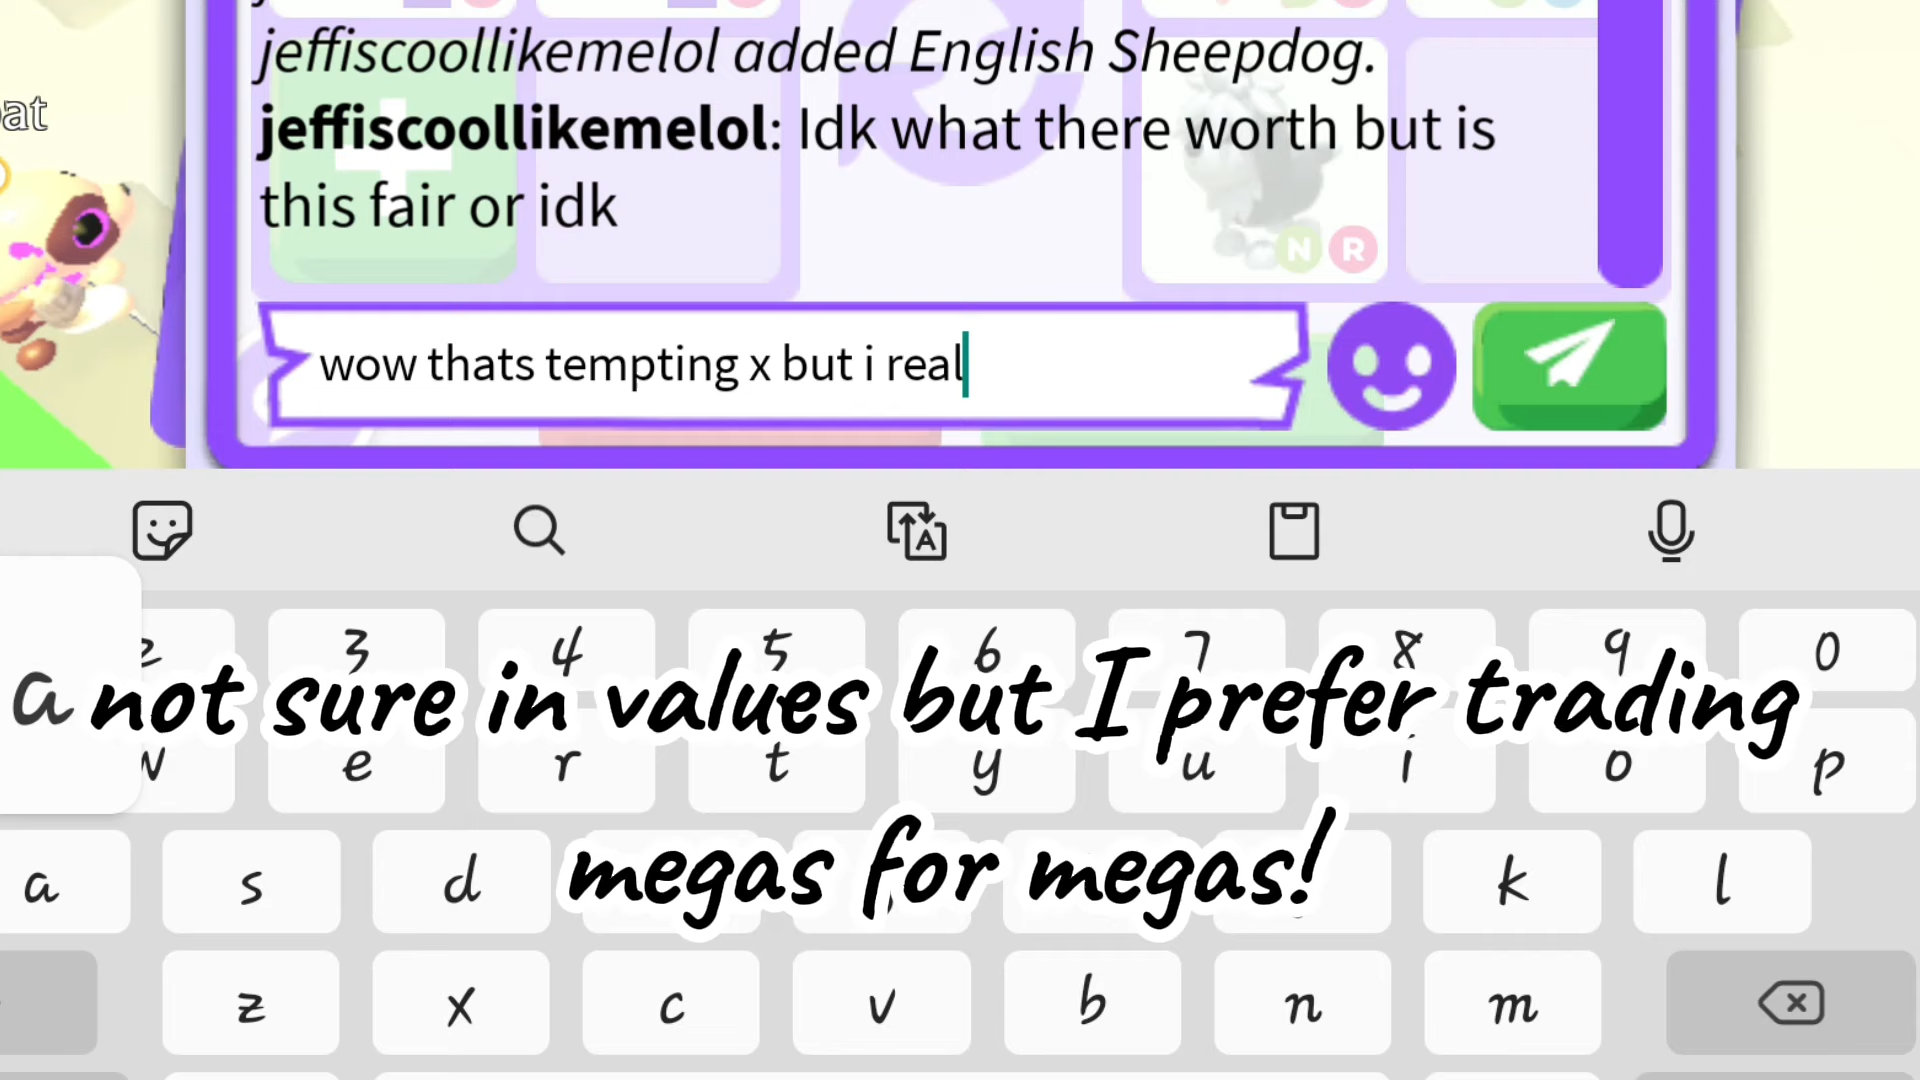 jeffiscoollikemelol added English Sheepdog.
at
jeffiscoollikemelol: Idk what there worth but is
this fair or idk
N R
wow thats tempting x but i real
3 4 5 6 7 8 9 0
a not sure in values but I prefer trading
w e r t y u i o p
megas for megas!
a s d k l
z x c v b n m